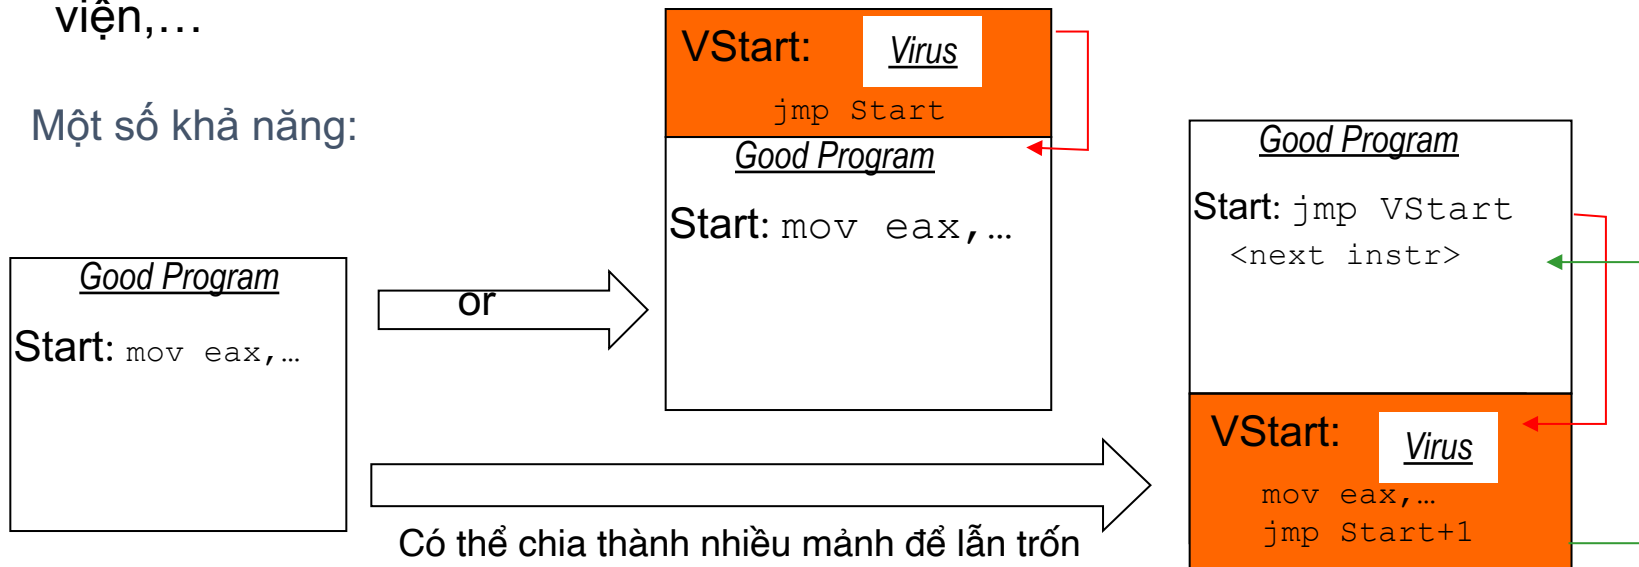 viện,…
Một số khả năng:
Good Program
Start: mov eax,…
or
VStart: Virus
jmp Start
Good Program
Start: mov eax,…
Có thể chia thành nhiều mảnh để lẫn trốn
Good Program
Start: jmp VStart
<next instr>
VStart: Virus
mov eax,…
jmp Start+1